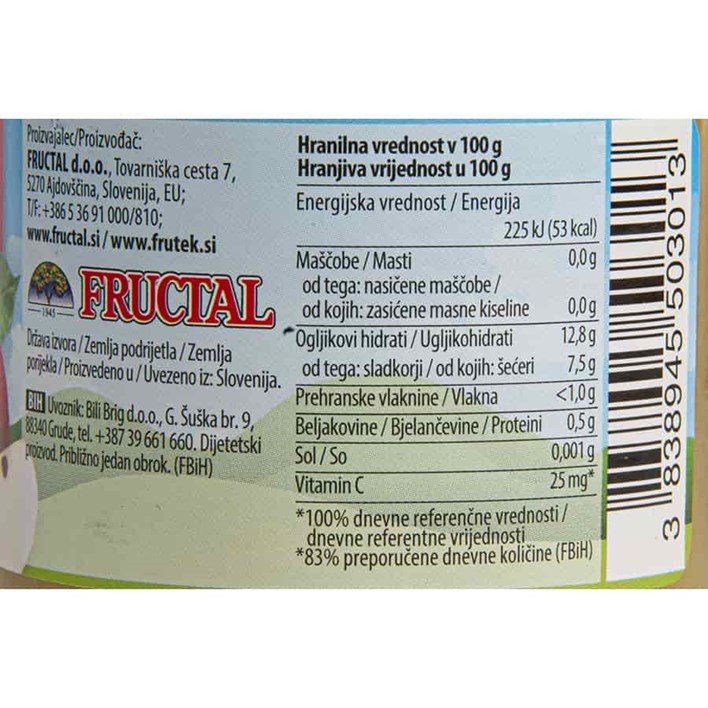 Proizvajalec/Proizvođač:
FRUCTAL d.o.o., Tovarniška cesta 7,
5270 Ajdovščina, Slovenija, EU;
T/F: +386 5 36 91 000/810;
www.fructal.si / www.frutek.si
1945
FRUCTAL
Država izvora / Zemlja podrijetla / Zemlja
porijekla / Proizvedeno u / Uvezeno iz: Slovenija.
BIH Uvoznik: Bili Brig d.o.o., G. Šuška br. 9,
88340 Grude, tel. +387 39 661 660. Dijetetski
proizvod. Približno jedan obrok. (FBiH)
Hranilna vrednost v 100 g
Hranjiva vrijednost u 100 g
Energijska vrednost / Energija
225 kJ (53 kcal)
Maščobe / Masti 0,0 g
od tega: nasičene maščobe /
od kojih: zasićene masne kiseline 0,0 g
Ogljikovi hidrati / Ugljikohidrati 12,8 g
od tega: sladkorji / od kojih: šećeri 7,5 g
Prehranske vlaknine / Vlakna <1,0 g
Beljakovine / Bjelančevine / Proteini 0,5 g
Sol / So 0,001 g
Vitamin C 25 mg*
*100% dnevne referenčne vrednosti /
dnevne referentne vrijednosti
*83% preporučene dnevne količine (FBiH)
3 838945 503013